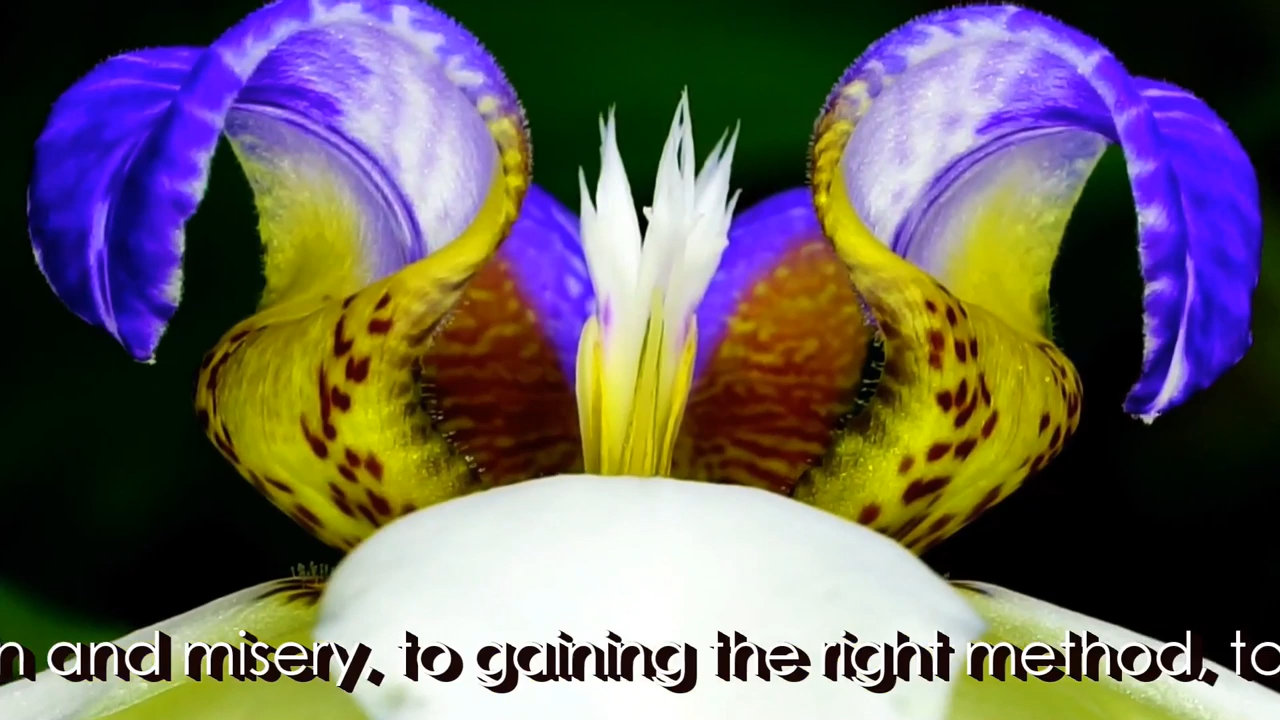 n and misery, to gaining the right method, to